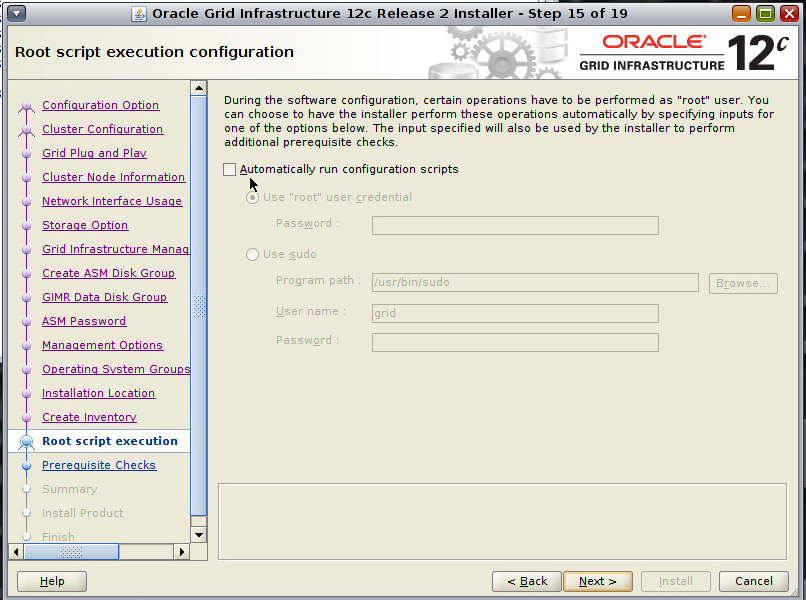 Oracle Grid Infrastructure 12c Release 2 Installer - Step 15 of 19
Root script execution configuration
ORACLE
GRID INFRASTRUCTURE
12c
Configuration Option
Cluster Configuration
Grid Plug and Play
Cluster Node Information
Network Interface Usage
Storage Option
Grid Infrastructure Manag
Create ASM Disk Group
GIMR Data Disk Group
ASM Password
Management Options
Operating System Groups
Installation Location
Create Inventory
Root script execution
Prerequisite Checks
Summary
Install Product
Finish
During the software configuration, certain operations have to be performed as "root" user. You
can choose to have the installer perform these operations automatically by specifying inputs for
one of the options below. The input specified will also be used by the installer to perform
additional prerequisite checks.
Automatically run configuration scripts
Use "root" user credential
Password :
Use sudo
Program path : /usr/bin/sudo Browse...
User name : grid
Password :
Help < Back Next > Install Cancel